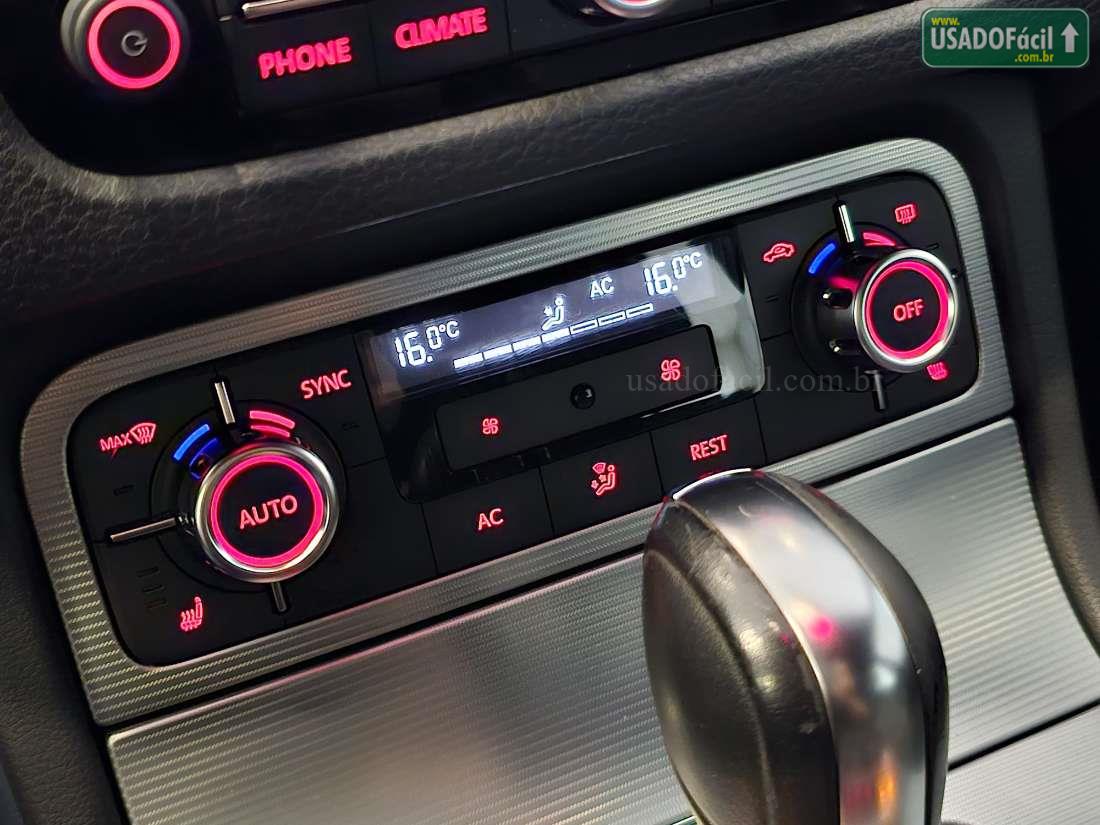 www.
USADOFácil
.com.br
PHONE
CLIMATE
16.0°C
AC
16.0°C
MAX
SYNC
OFF
usadofacil.com.br
AUTO
AC
REST